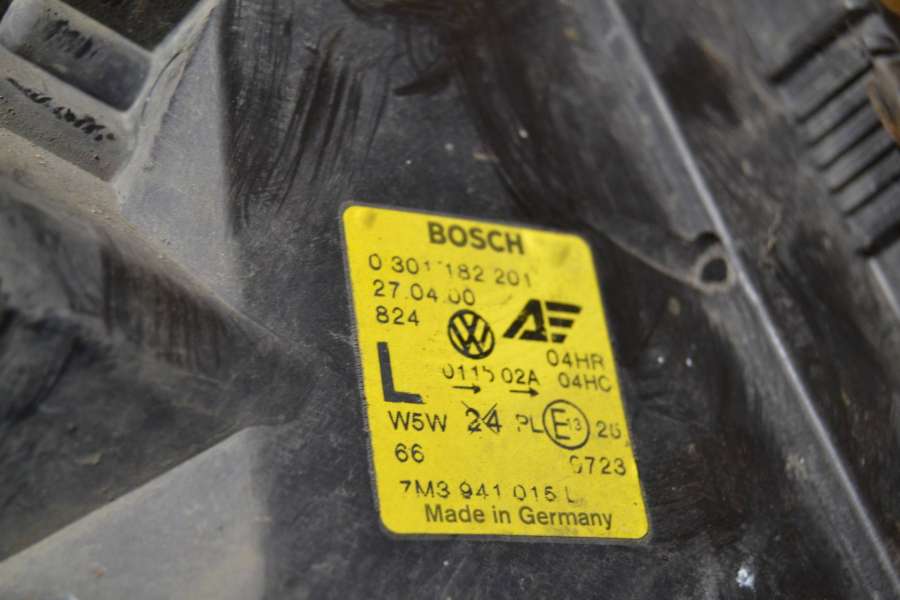 BOSCH
0 301 182 201
27.04.00
824
04HR
L 0115 02A 04HC
W5W 24 PL E13 26
66 0723
7M3 941 015 L
Made in Germany